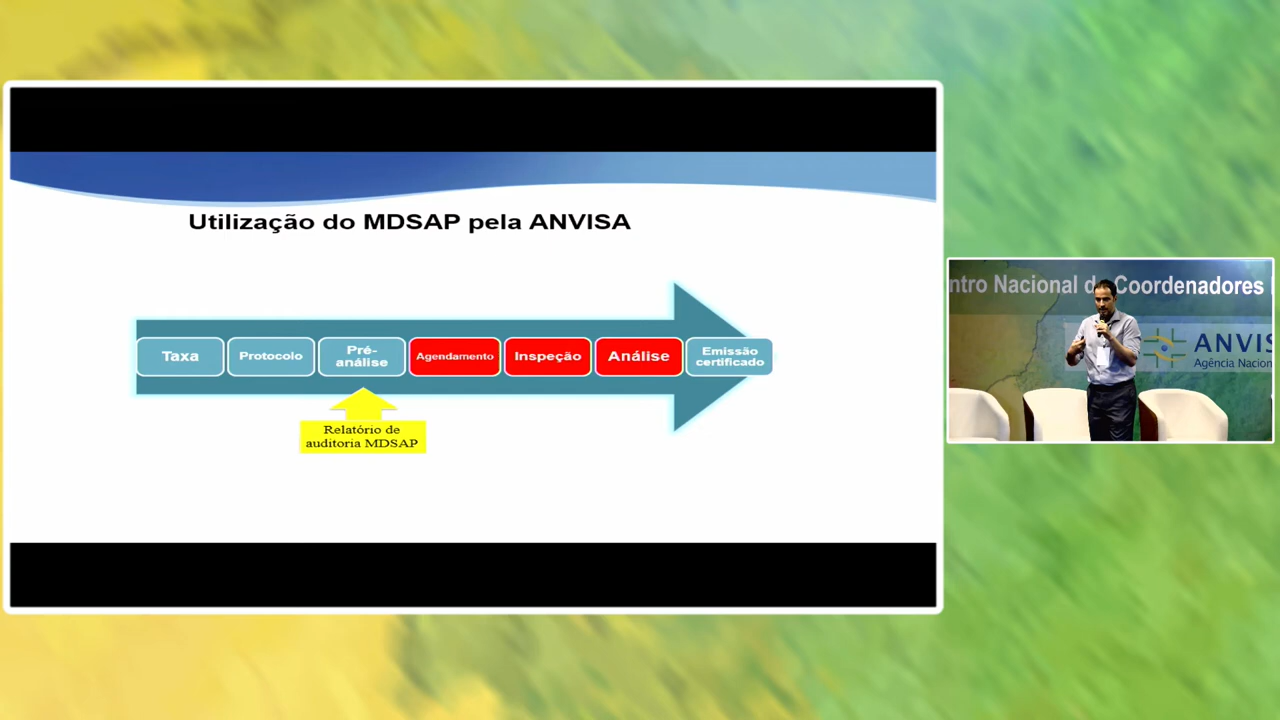 Utilização do MDSAP pela ANVISA
Taxa
Protocolo
Pré-
análise
Agendamento
Inspeção
Análise
Emissão
certificado
Relatório de
auditoria MDSAP
ntro Nacional de Coordenadores
ANVIS
Agência Nacion